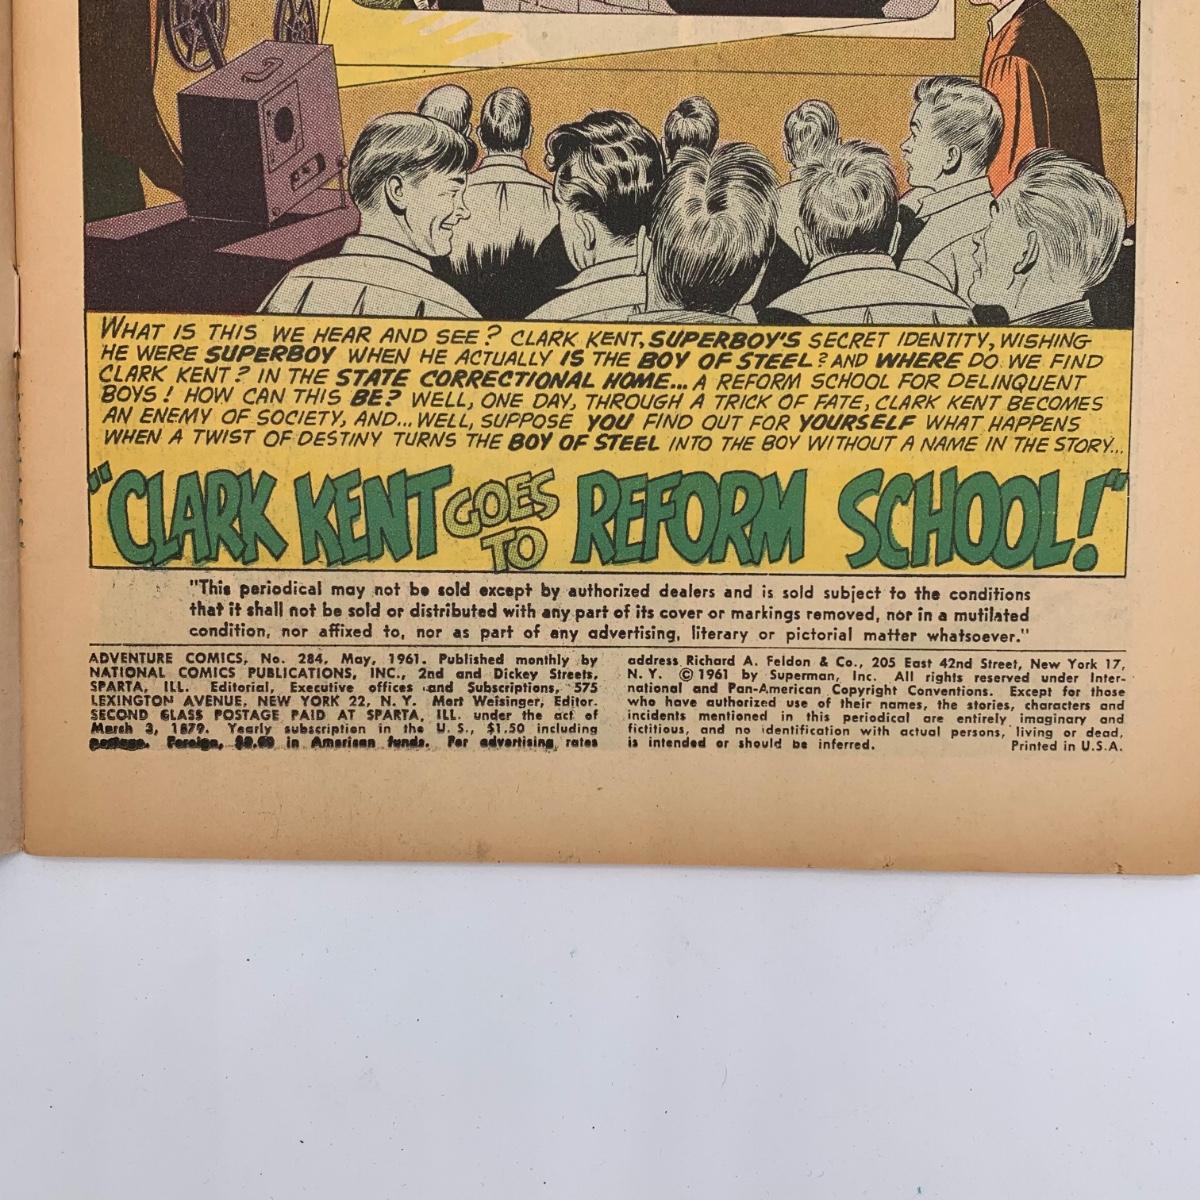 WHAT IS THIS WE HEAR AND SEE? CLARK KENT, SUPERBOY'S SECRET IDENTITY, WISHING
HE WERE SUPERBOY WHEN HE ACTUALLY IS THE BOY OF STEEL? AND WHERE DO WE FIND
CLARK KENT? IN THE STATE CORRECTIONAL HOME... A REFORM SCHOOL FOR DELINQUENT
BOYS! HOW CAN THIS BE? WELL, ONE DAY, THROUGH A TRICK OF FATE, CLARK KENT BECOMES
AN ENEMY OF SOCIETY, AND... WELL, SUPPOSE YOU FIND OUT FOR YOURSELF WHAT HAPPENS
WHEN A TWIST OF DESTINY TURNS THE BOY OF STEEL INTO THE BOY WITHOUT A NAME IN THE STORY...
"CLARK KENT GOES TO REFORM SCHOOL!"
"This periodical may not be sold except by authorized dealers and is sold subject to the conditions
that it shall not be sold or distributed with any part of its cover or markings removed, nor in a mutilated
condition, nor affixed to, nor as part of any advertising, literary or pictorial matter whatsoever."
ADVENTURE COMICS, No. 284, May, 1961. Published monthly by
NATIONAL COMICS PUBLICATIONS, INC., 2nd and Dickey Streets,
SPARTA, ILL. Editorial, Executive offices and Subscriptions, 575
LEXINGTON AVENUE, NEW YORK 22, N. Y. Mort Weisinger, Editor.
SECOND CLASS POSTAGE PAID AT SPARTA, ILL. under the act of
March 3, 1879. Yearly subscription in the U. S., $1.50 including
postage. Foreign, in American funds. For advertising rates
address Richard A. Feldon & Co., 205 East 42nd Street, New York 17,
N. Y. © 1961 by Superman, Inc. All rights reserved under Inter-
national and Pan-American Copyright Conventions. Except for those
who have authorized use of their names, the stories, characters and
incidents mentioned in this periodical are entirely imaginary and
fictitious, and no identification with actual persons, living or dead,
is intended or should be inferred. Printed in U.S.A.